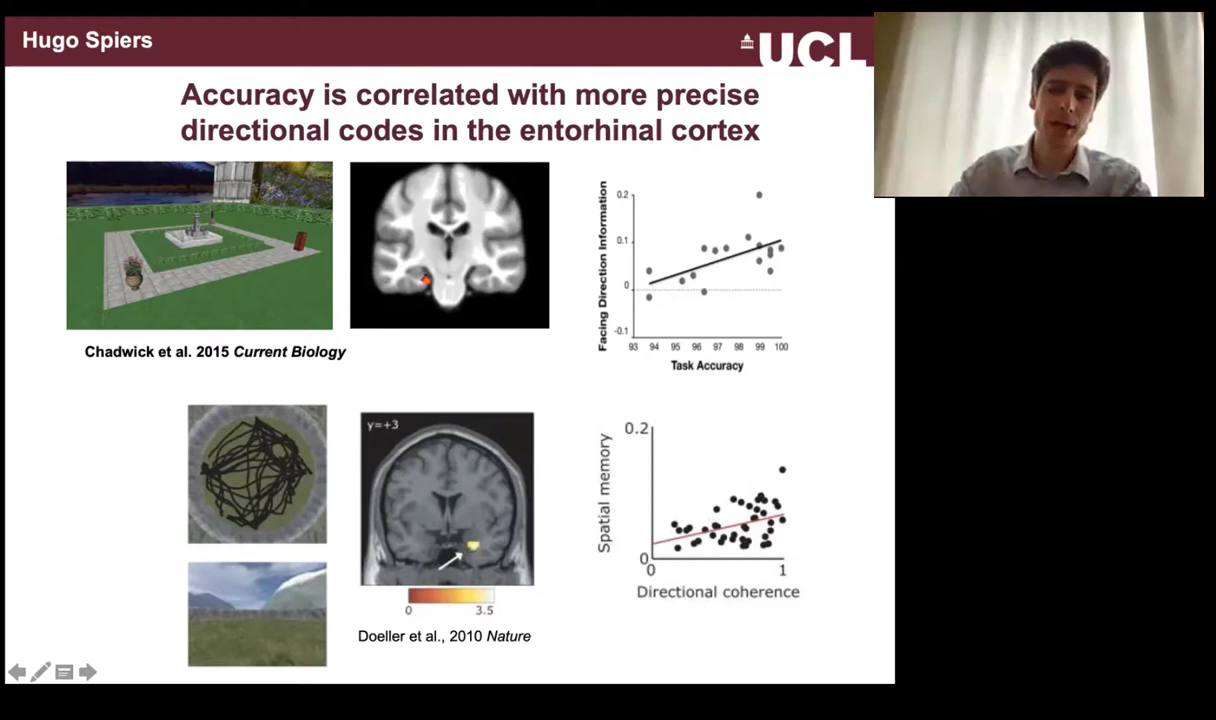 Hugo Spiers
UCL
Accuracy is correlated with more precise
directional codes in the entorhinal cortex
Facing Direction Information
0.2
0.1
0
-0.1
93 94 95 96 97 98 99 100
Task Accuracy
Chadwick et al. 2015 Current Biology
y=+3
0 3.5
Doeller et al., 2010 Nature
Spatial memory
0.2
0
0 1
Directional coherence